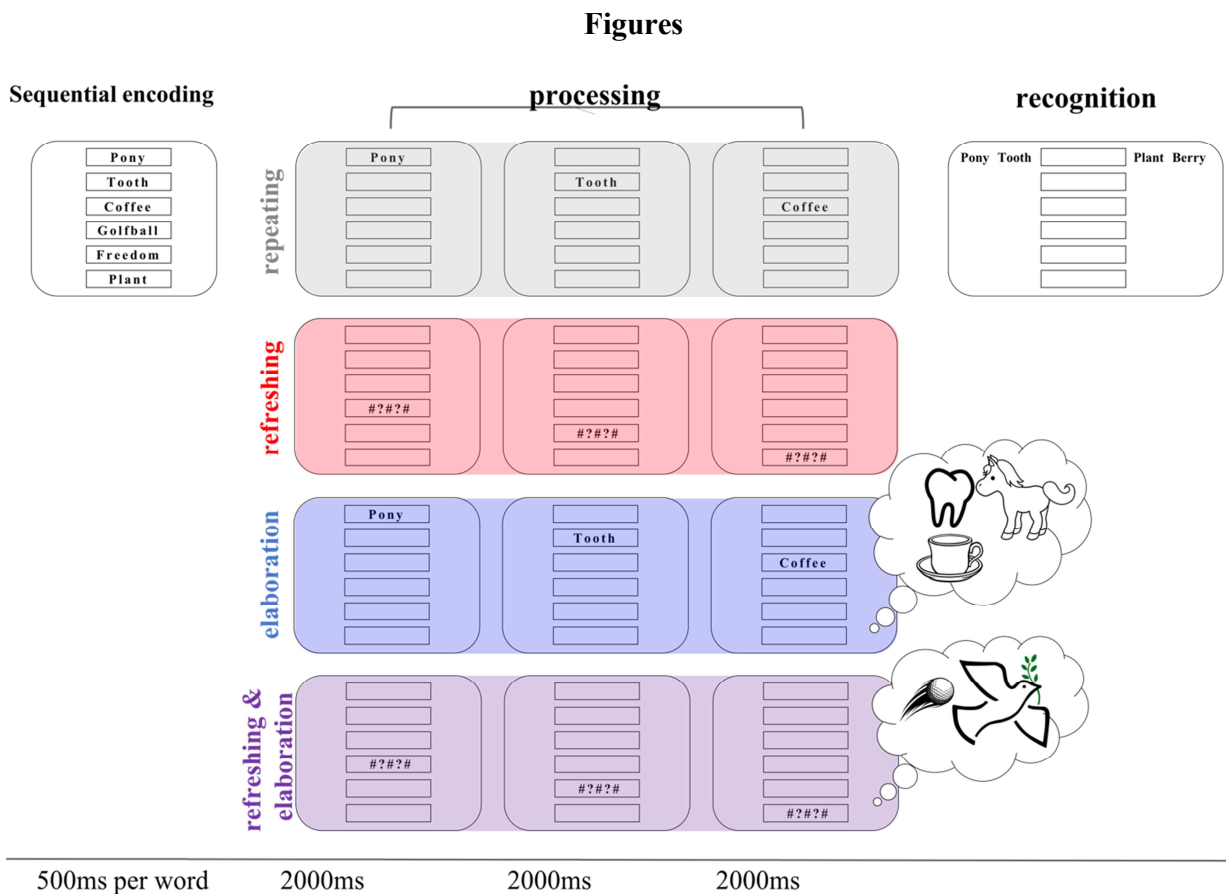 Figures
Sequential encoding
processing
recognition
Pony
Tooth
Coffee
Golfball
Freedom
Plant
repeating
Pony
Tooth
Coffee
Pony Tooth
Plant Berry
refreshing
#?#?#
#?#?#
#?#?#
elaboration
Pony
Tooth
Coffee
refreshing &
elaboration
#?#?#
#?#?#
#?#?#
500ms per word
2000ms
2000ms
2000ms